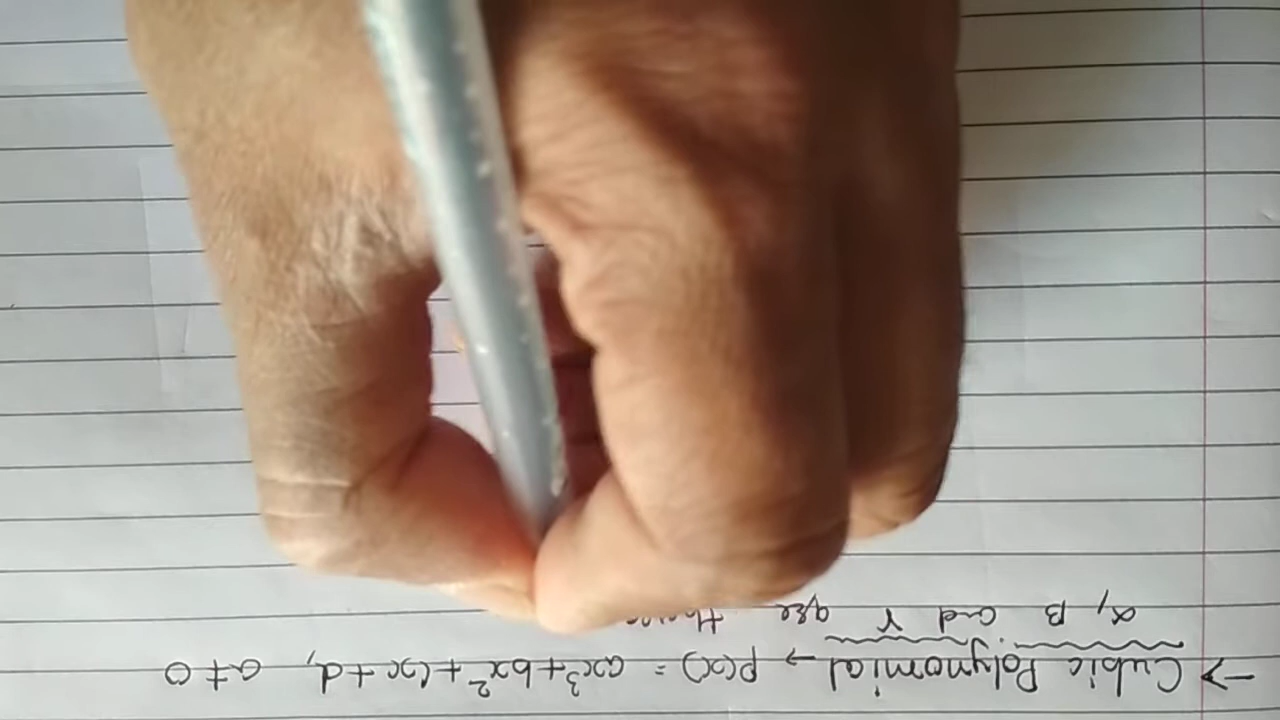 → Cubic Polynomial → P(x) = ax³+bx²+cx+d, a≠0
α, β and γ are